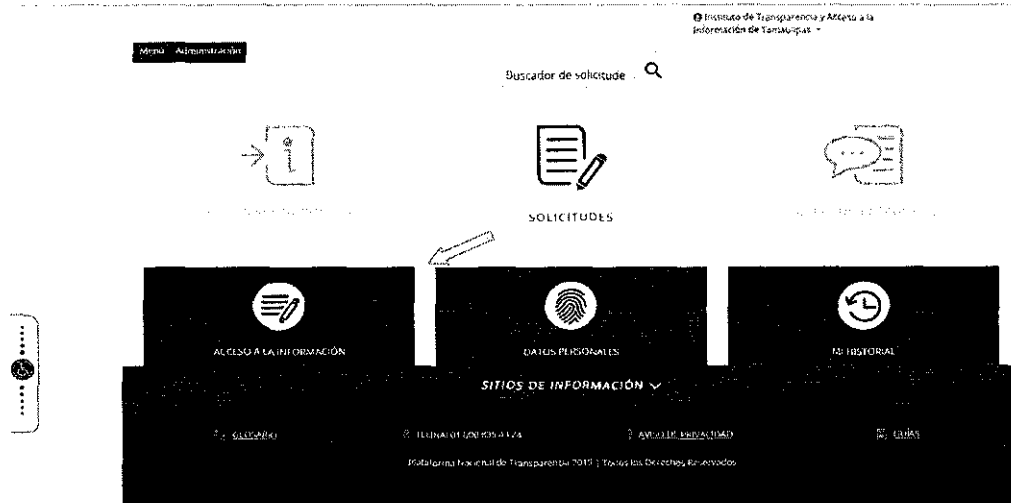 Instituto de Transparencia y Acceso a la
Información de Tamaulipas
Menú Administración
Buscador de solicitude
SOLICITUDES
ACCESO A LA INFORMACIÓN
DATOS PERSONALES
MI HISTORIAL
SITIOS DE INFORMACIÓN
GLOSARIO
AVISO DE PRIVACIDAD
GUÍAS
Plataforma Nacional de Transparencia | Todos los Derechos Reservados